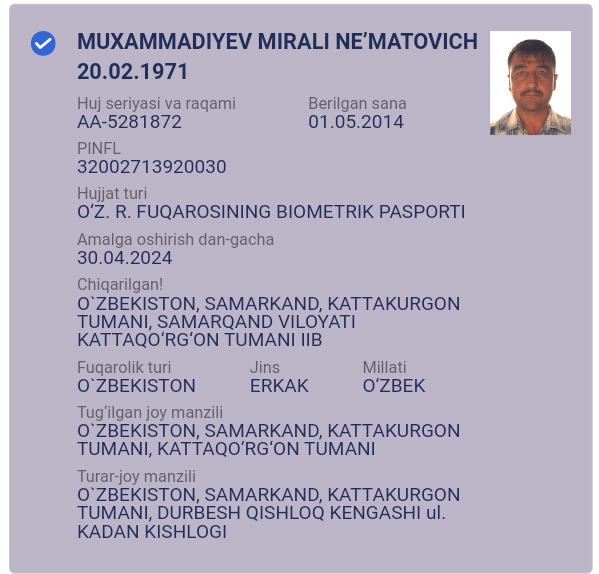 MUXAMMADIYEV MIRALI NE’MATOVICH
20.02.1971
Huj seriyasi va raqami Berilgan sana
AA-5281872 01.05.2014
PINFL
32002713920030
Hujjat turi
O‘Z. R. FUQAROSINING BIOMETRIK PASPORTI
Amalga oshirish dan-gacha
30.04.2024
Chiqarilgan!
O`ZBEKISTON, SAMARKAND, KATTAKURGON
TUMANI, SAMARQAND VILOYATI
KATTAQO‘RG‘ON TUMANI IIB
Fuqarolik turi Jins Millati
O`ZBEKISTON ERKAK O‘ZBEK
Tug‘ilgan joy manzili
O`ZBEKISTON, SAMARKAND, KATTAKURGON
TUMANI, KATTAQO‘RG‘ON TUMANI
Turar-joy manzili
O`ZBEKISTON, SAMARKAND, KATTAKURGON
TUMANI, DURBESH QISHLOQ KENGASHI ul.
KADAN KISHLOGI